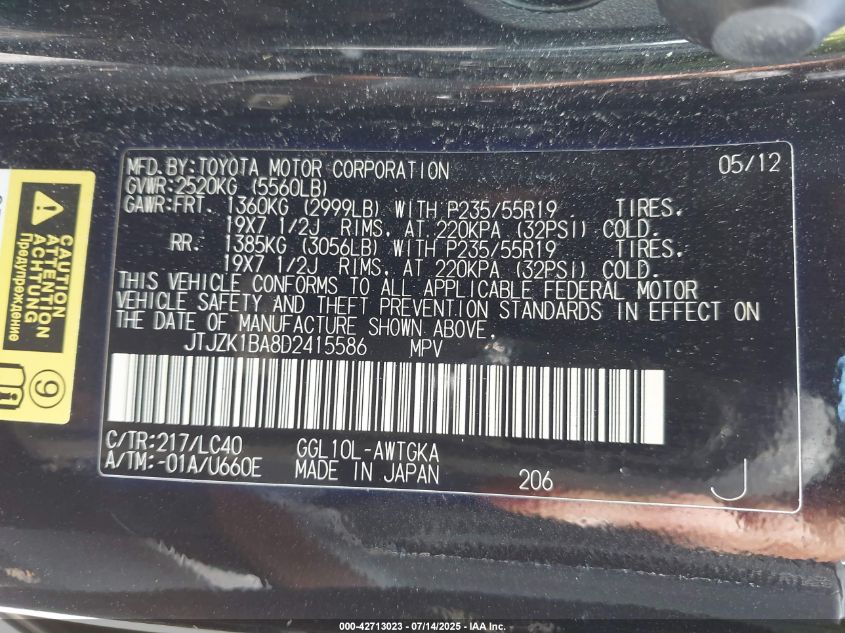 MFD. BY: TOYOTA MOTOR CORPORATION 05/12
GVWR: 2520KG (5560LB)
GAWR: FRT. 1360KG (2999LB) WITH P235/55R19 TIRES.
19X7 1/2J RIMS, AT 220KPA (32PSI) COLD.
RR. 1385KG (3056LB) WITH P235/55R19 TIRES.
19X7 1/2J RIMS, AT 220KPA (32PSI) COLD.
THIS VEHICLE CONFORMS TO ALL APPLICABLE FEDERAL MOTOR
VEHICLE SAFETY AND THEFT PREVENTION STANDARDS IN EFFECT ON
THE DATE OF MANUFACTURE SHOWN ABOVE.
JTJZK1BA8D2415586 MPV
C/TR: 217/LC40 GGL10L-AWTGKA
A/TM: -01A/U660E MADE IN JAPAN 206 J
CAUTION
ATTENTION
ACHTUNG
Предупреждение
9
000-42713023 - 07/14/2025 - IAA Inc.